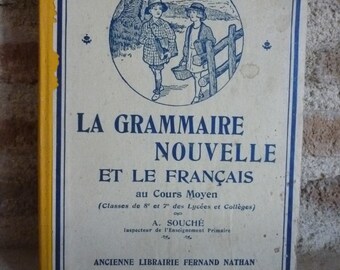 LA GRAMMAIRE
NOUVELLE
ET LE FRANÇAIS
au Cours Moyen
(Classes de 8e et 7e des Lycées et Collèges)
PAR
A. SOUCHÉ
Inspecteur de l'Enseignement Primaire
ANCIENNE LIBRAIRIE FERNAND NATHAN